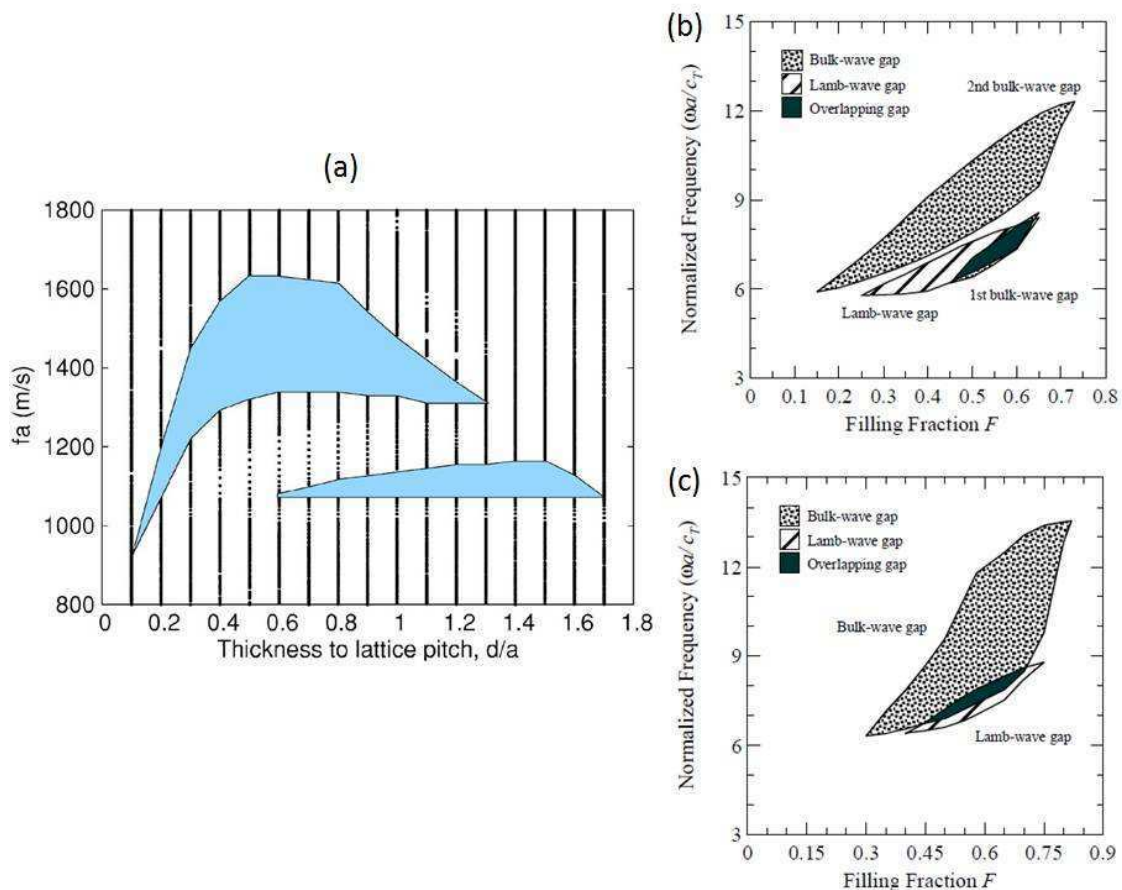 (a)
fa (m/s)
1800
1600
1400
1200
1000
800
0 0.2 0.4 0.6 0.8 1 1.2 1.4 1.6 1.8
Thickness to lattice pitch, d/a
(b)
Normalized Frequency (ωa/c_T)
15
12
9
6
3
Bulk-wave gap
Lamb-wave gap
Overlapping gap
2nd bulk-wave gap
1st bulk-wave gap
Lamb-wave gap
0 0.1 0.2 0.3 0.4 0.5 0.6 0.7 0.8
Filling Fraction F
(c)
Normalized Frequency (ωa/c_T)
15
12
9
6
3
Bulk-wave gap
Lamb-wave gap
Overlapping gap
Bulk-wave gap
Lamb-wave gap
0 0.15 0.3 0.45 0.6 0.75 0.9
Filling Fraction F